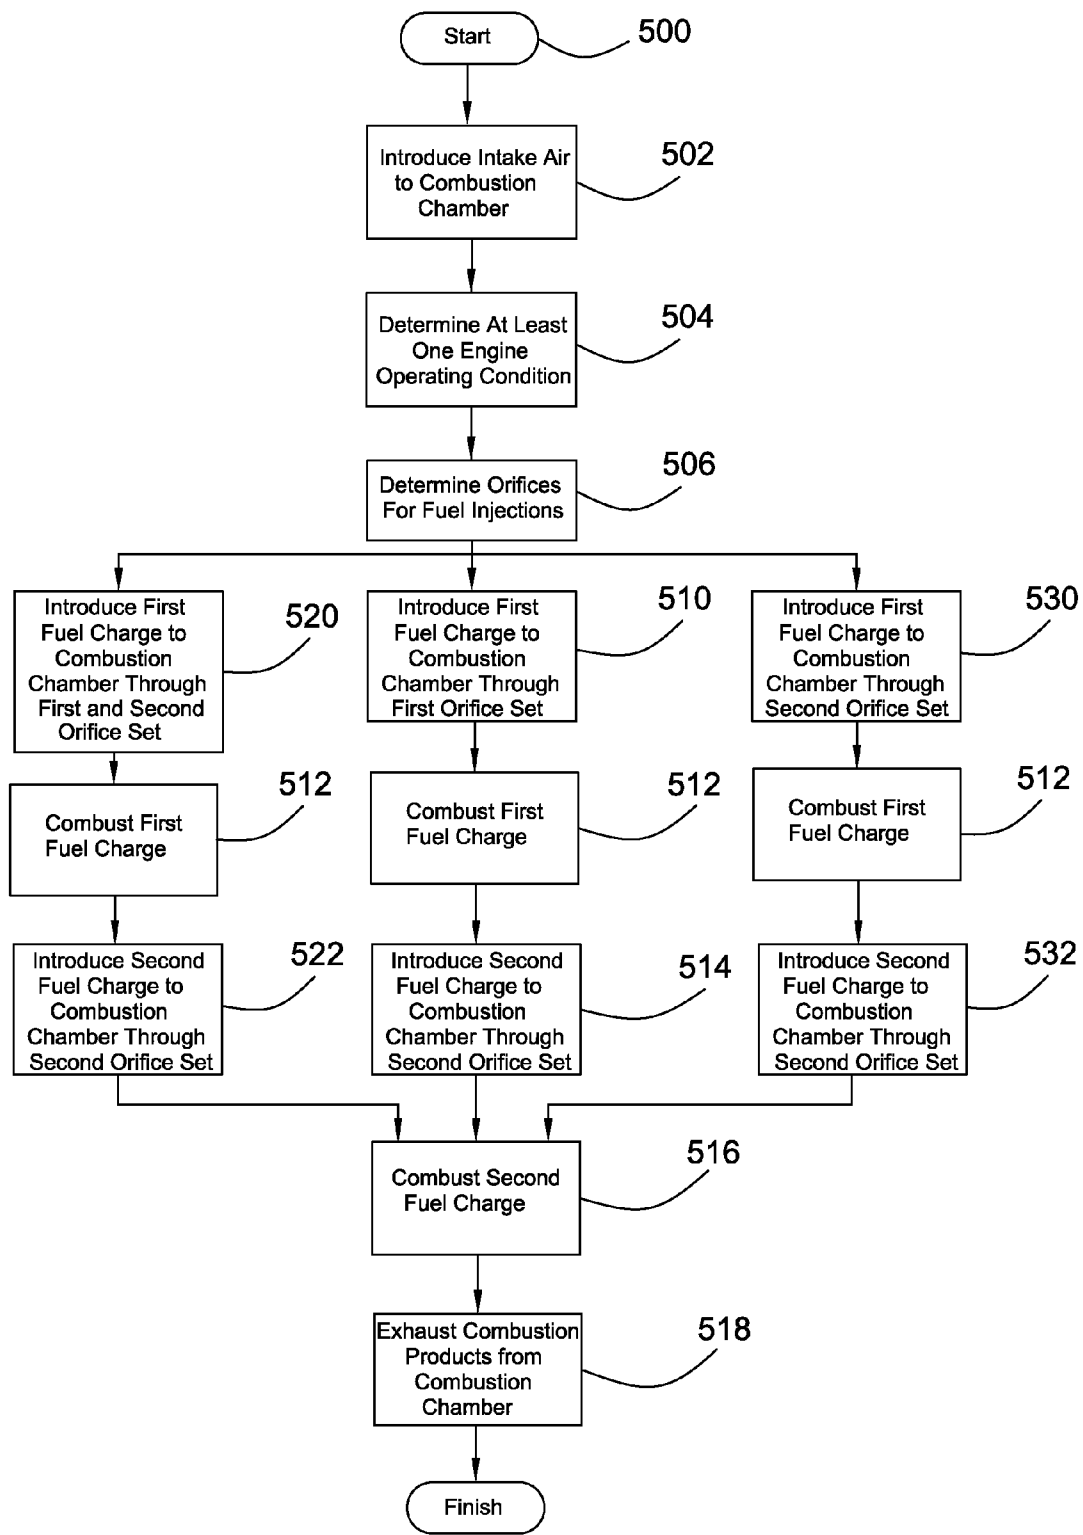 Start
500
Introduce Intake Air
to Combustion
Chamber
502
Determine At Least
One Engine
Operating Condition
504
Determine Orifices
For Fuel Injections
506
Introduce First
Fuel Charge to
Combustion
Chamber Through
First and Second
Orifice Set
520
Introduce First
Fuel Charge to
Combustion
Chamber Through
First Orifice Set
510
Introduce First
Fuel Charge to
Combustion
Chamber Through
Second Orifice Set
530
Combust First
Fuel Charge
512
Combust First
Fuel Charge
512
Combust First
Fuel Charge
512
Introduce Second
Fuel Charge to
Combustion
Chamber Through
Second Orifice Set
522
Introduce Second
Fuel Charge to
Combustion
Chamber Through
Second Orifice Set
514
Introduce Second
Fuel Charge to
Combustion
Chamber Through
Second Orifice Set
532
Combust Second
Fuel Charge
516
Exhaust Combustion
Products from
Combustion
Chamber
518
Finish